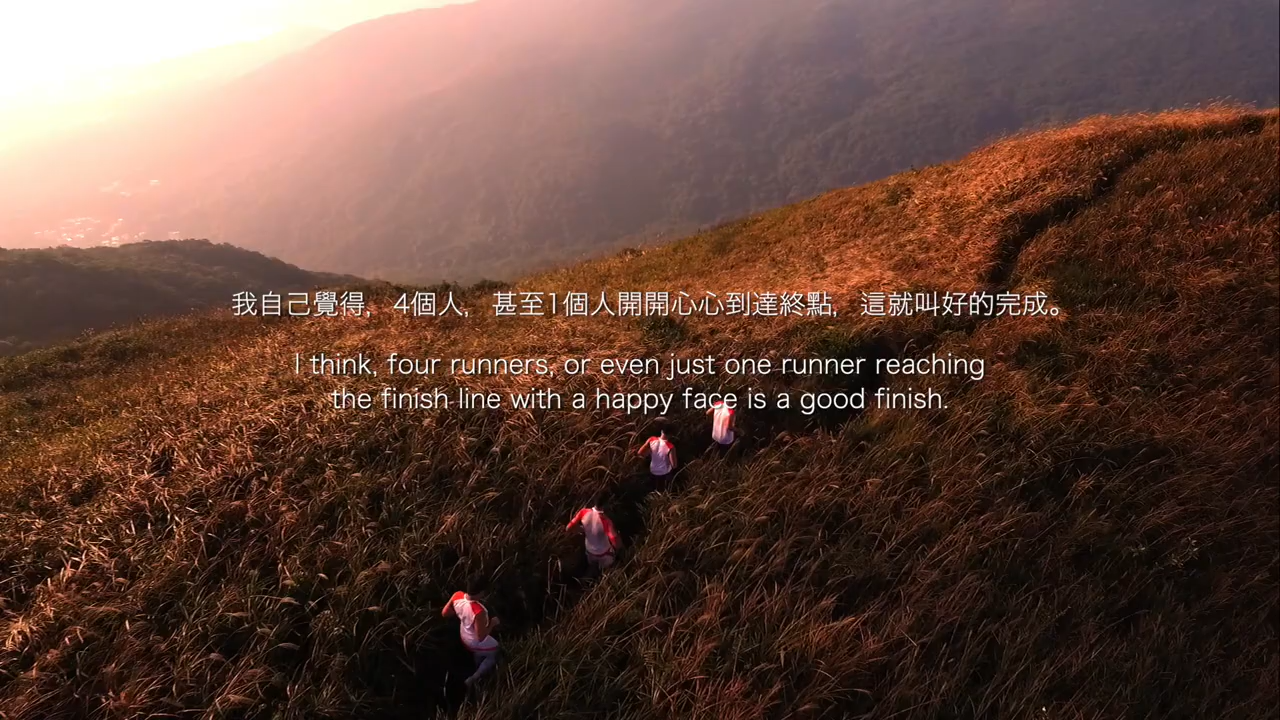 我自己覺得，4個人，甚至1個人開開心心到達終點，這就叫好的完成。
I think, four runners, or even just one runner reaching
the finish line with a happy face is a good finish.